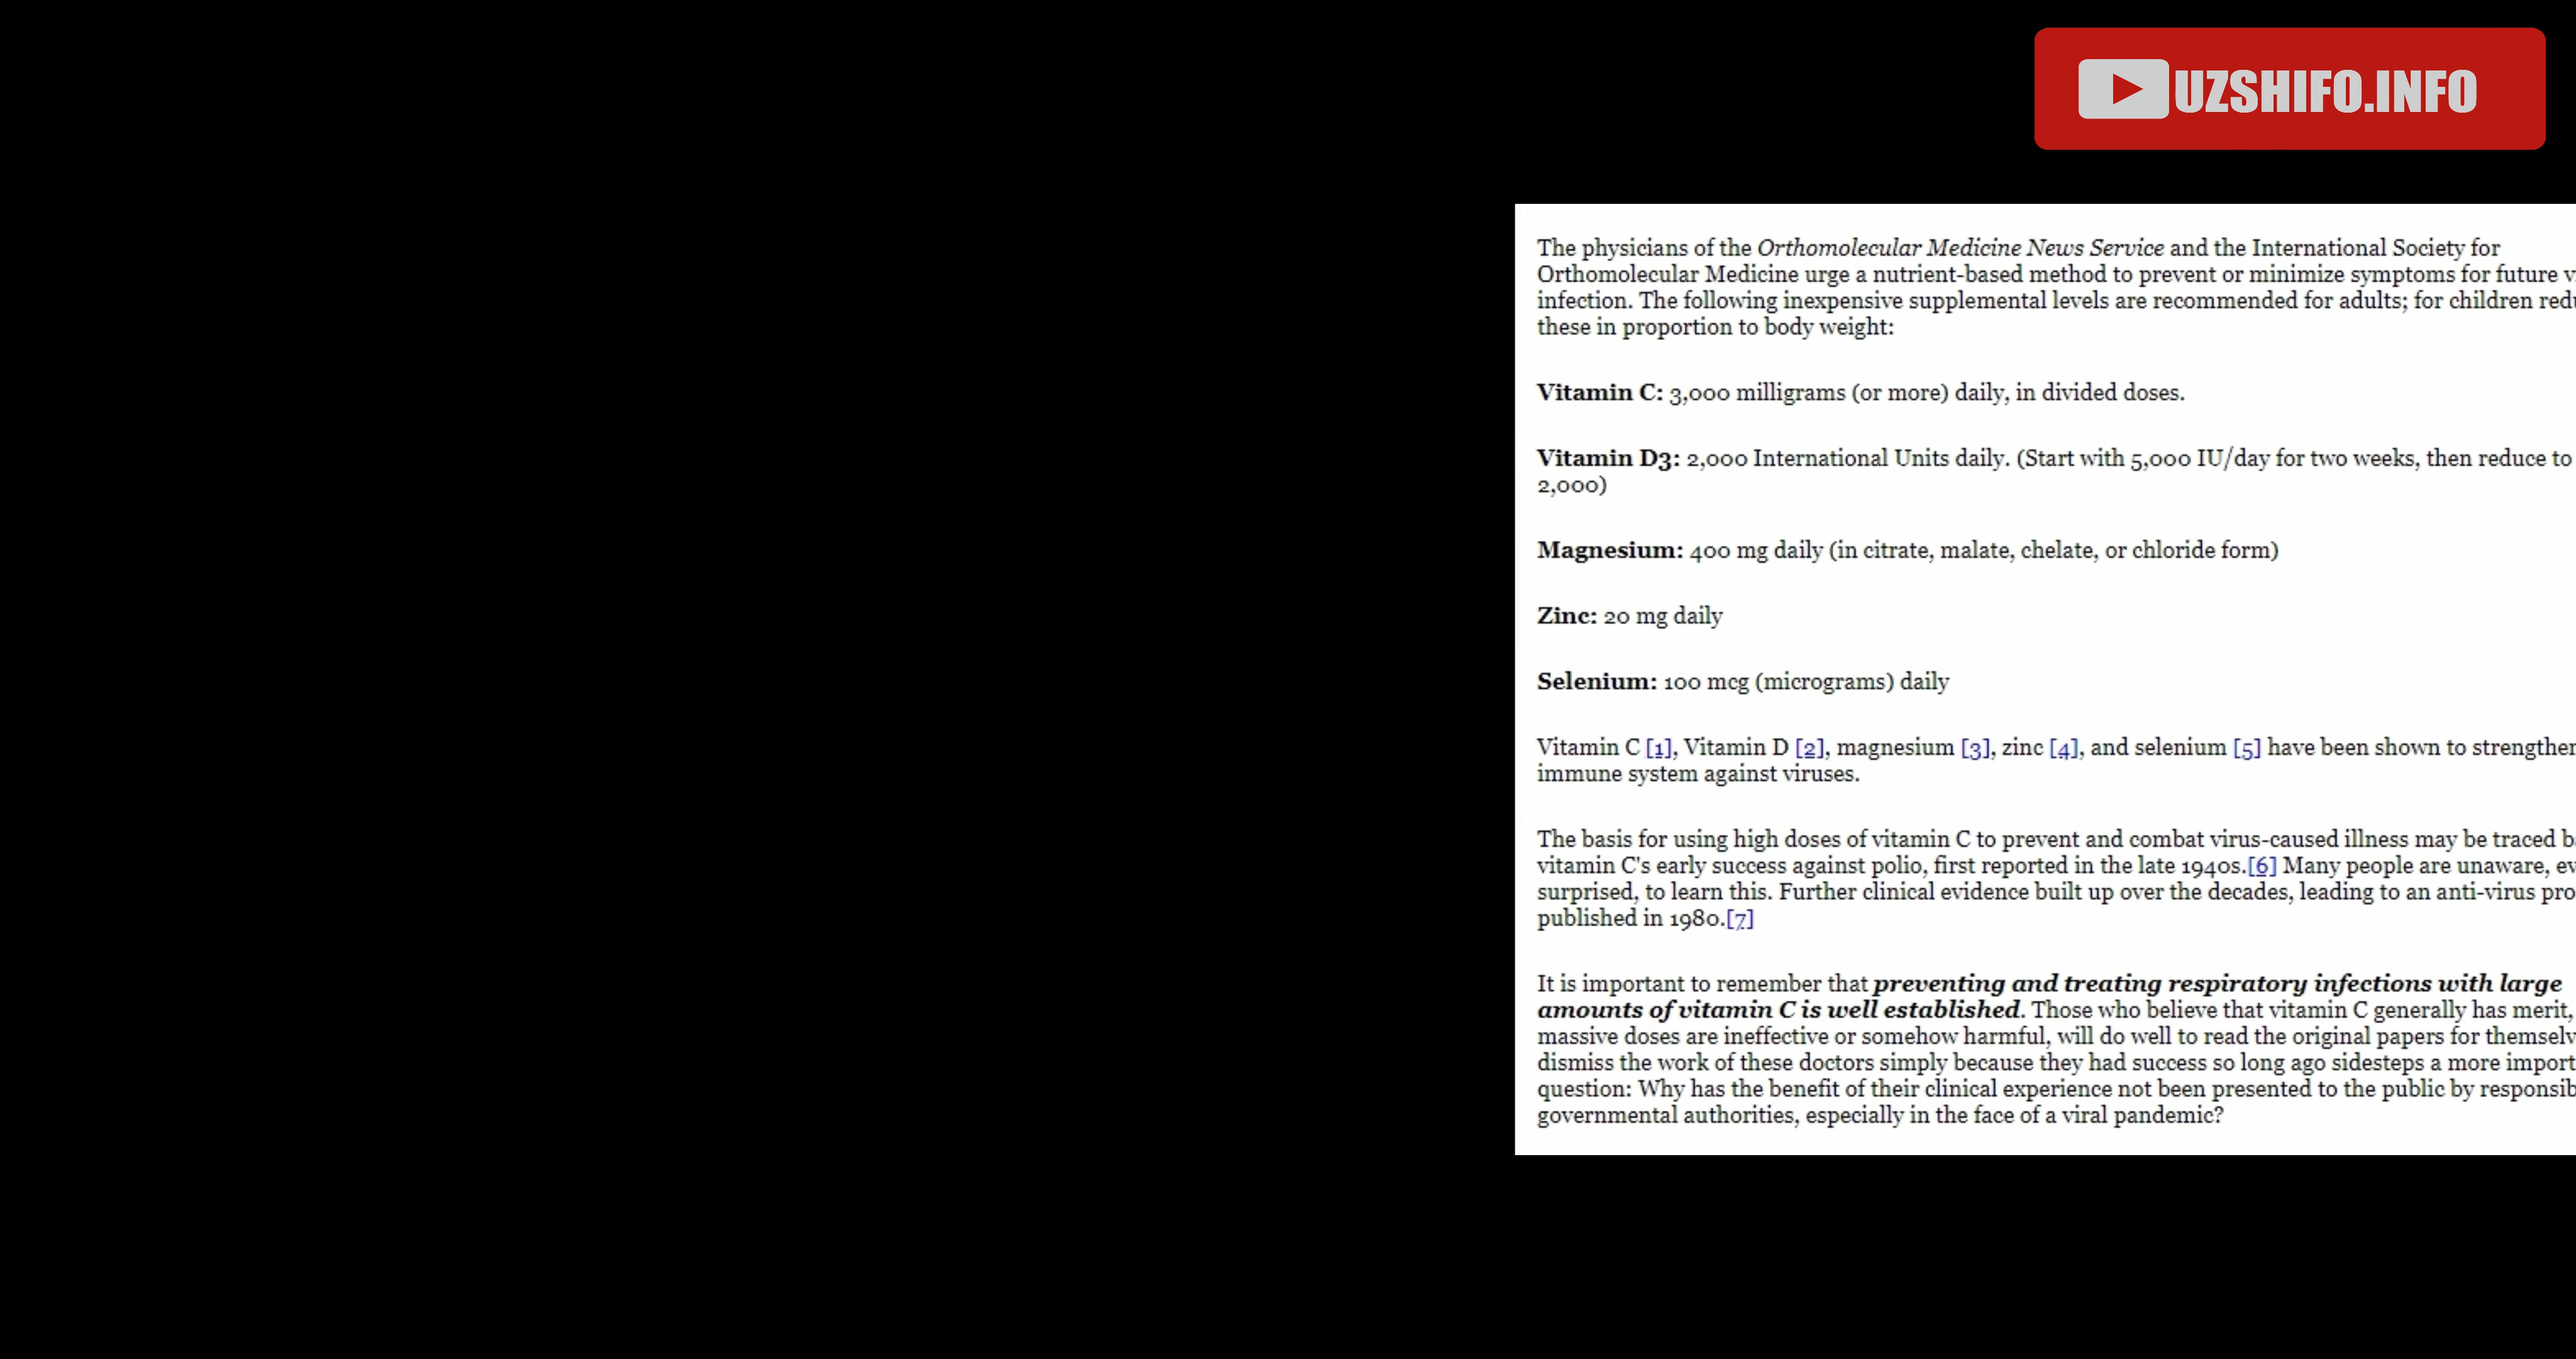 UZSHIFO.INFO
The physicians of the Orthomolecular Medicine News Service and the International Society for
Orthomolecular Medicine urge a nutrient-based method to prevent or minimize symptoms for future
infection. The following inexpensive supplemental levels are recommended for adults; for children
these in proportion to body weight:
Vitamin C: 3,000 milligrams (or more) daily, in divided doses.
Vitamin D3: 2,000 International Units daily. (Start with 5,000 IU/day for two weeks, then reduce to
2,000)
Magnesium: 400 mg daily (in citrate, malate, chelate, or chloride form)
Zinc: 20 mg daily
Selenium: 100 mcg (micrograms) daily
Vitamin C [1], Vitamin D [2], magnesium [3], zinc [4], and selenium [5] have been shown to
immune system against viruses.
The basis for using high doses of vitamin C to prevent and combat virus-caused illness may be traced
vitamin C's early success against polio, first reported in the late 1940s.[6] Many people are unaware,
surprised, to learn this. Further clinical evidence built up over the decades, leading to an anti-virus
published in 1980.[7]
It is important to remember that preventing and treating respiratory infections with large
amounts of vitamin C is well established. Those who believe that vitamin C generally has merit,
massive doses are ineffective or somehow harmful, will do well to read the original papers for
dismiss the work of these doctors simply because they had success so long ago sidesteps a more
question: Why has the benefit of their clinical experience not been presented to the public by
governmental authorities, especially in the face of a viral pandemic?